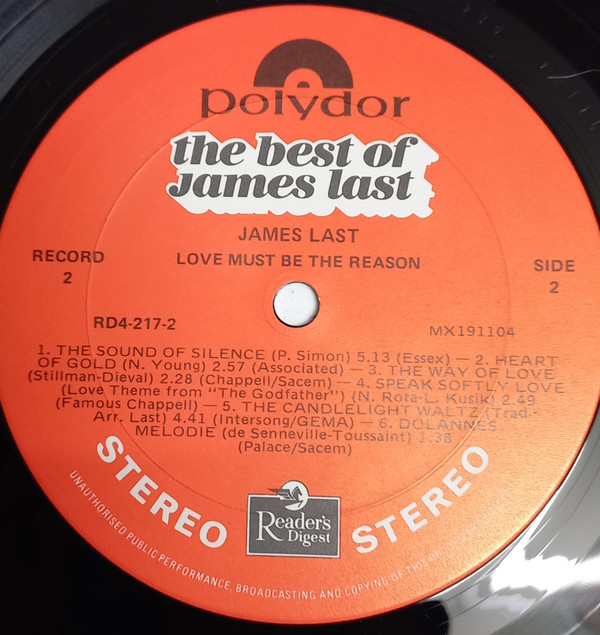 polydor
the best of
james last
JAMES LAST
LOVE MUST BE THE REASON
RECORD
2
SIDE
2
RD4-217-2
MX191104
1. THE SOUND OF SILENCE (P. Simon) 5.13 (Essex) — 2. HEART
OF GOLD (N. Young) 2.57 (Associated) — 3. THE WAY OF LOVE
(Stillman-Dieval) 2.28 (Chappell/Sacem) — 4. SPEAK SOFTLY LOVE
(Love Theme from "The Godfather") (N. Rota-L. Kusik) 2.49
(Famous Chappell) — 5. THE CANDLELIGHT WALTZ (Trad.-
Arr. Last) 4.41 (Intersong/GEMA) — 6. DOLANNES
MELODIE (de Senneville-Toussaint) 1.38
(Palace/Sacem)
STEREO
STEREO
Reader's
Digest
UNAUTHORISED PUBLIC PERFORMANCE, BROADCASTING AND COPYING OF THIS